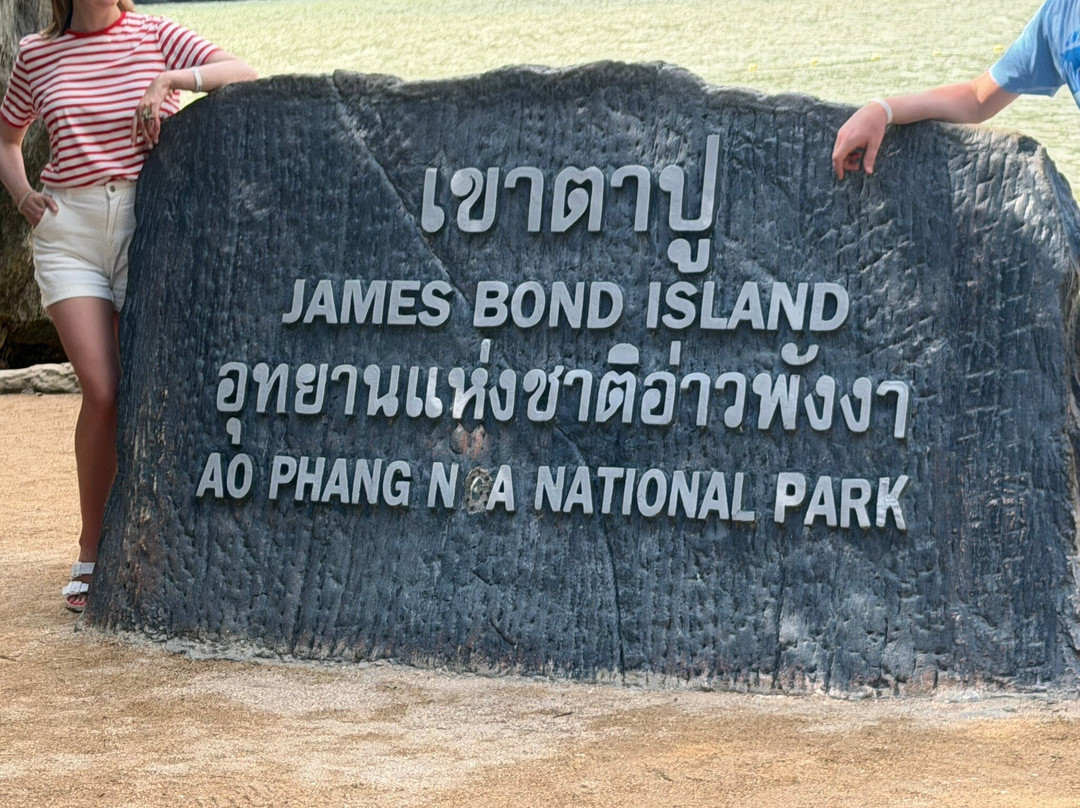 เขาตาปู
JAMES BOND ISLAND
อุทยานแห่งชาติอ่าวพังงา
AO PHANG NGA NATIONAL PARK